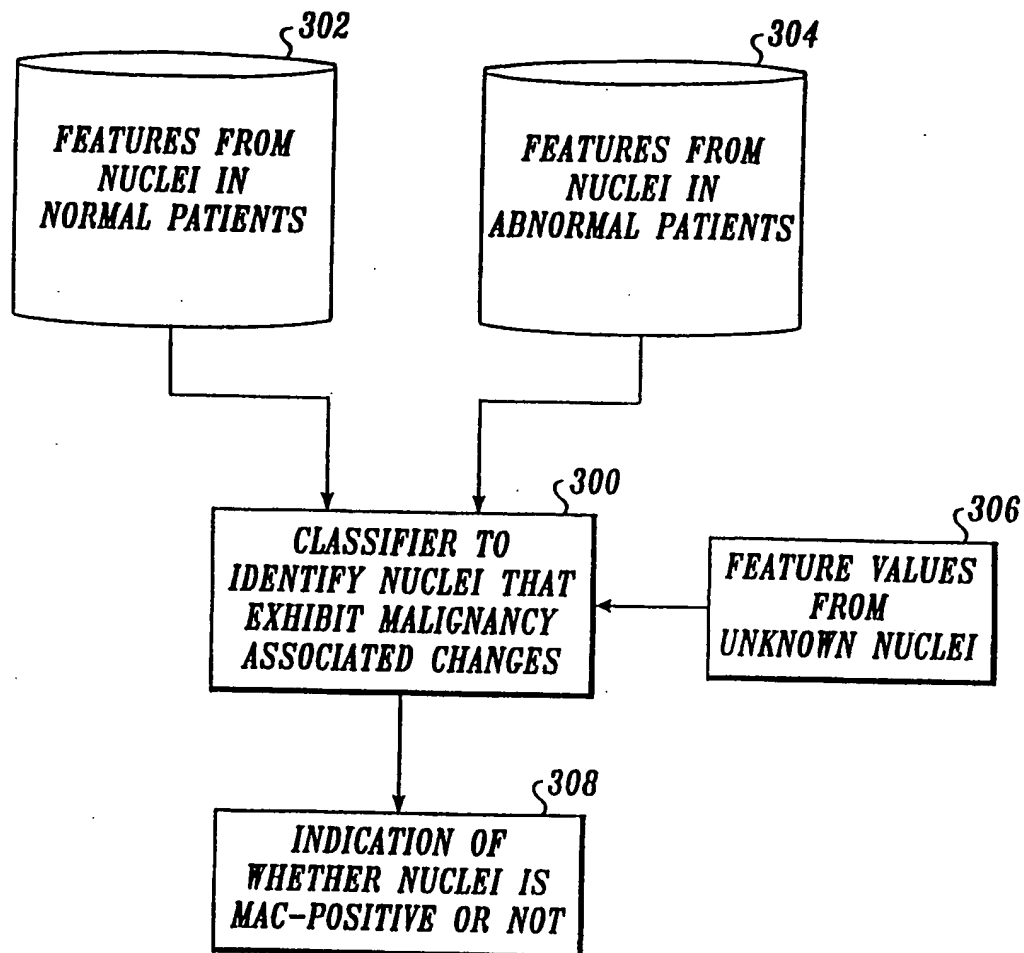 302
FEATURES FROM
NUCLEI IN
NORMAL PATIENTS
304
FEATURES FROM
NUCLEI IN
ABNORMAL PATIENTS
300
CLASSIFIER TO
IDENTIFY NUCLEI THAT
EXHIBIT MALIGNANCY
ASSOCIATED CHANGES
306
FEATURE VALUES
FROM
UNKNOWN NUCLEI
308
INDICATION OF
WHETHER NUCLEI IS
MAC-POSITIVE OR NOT